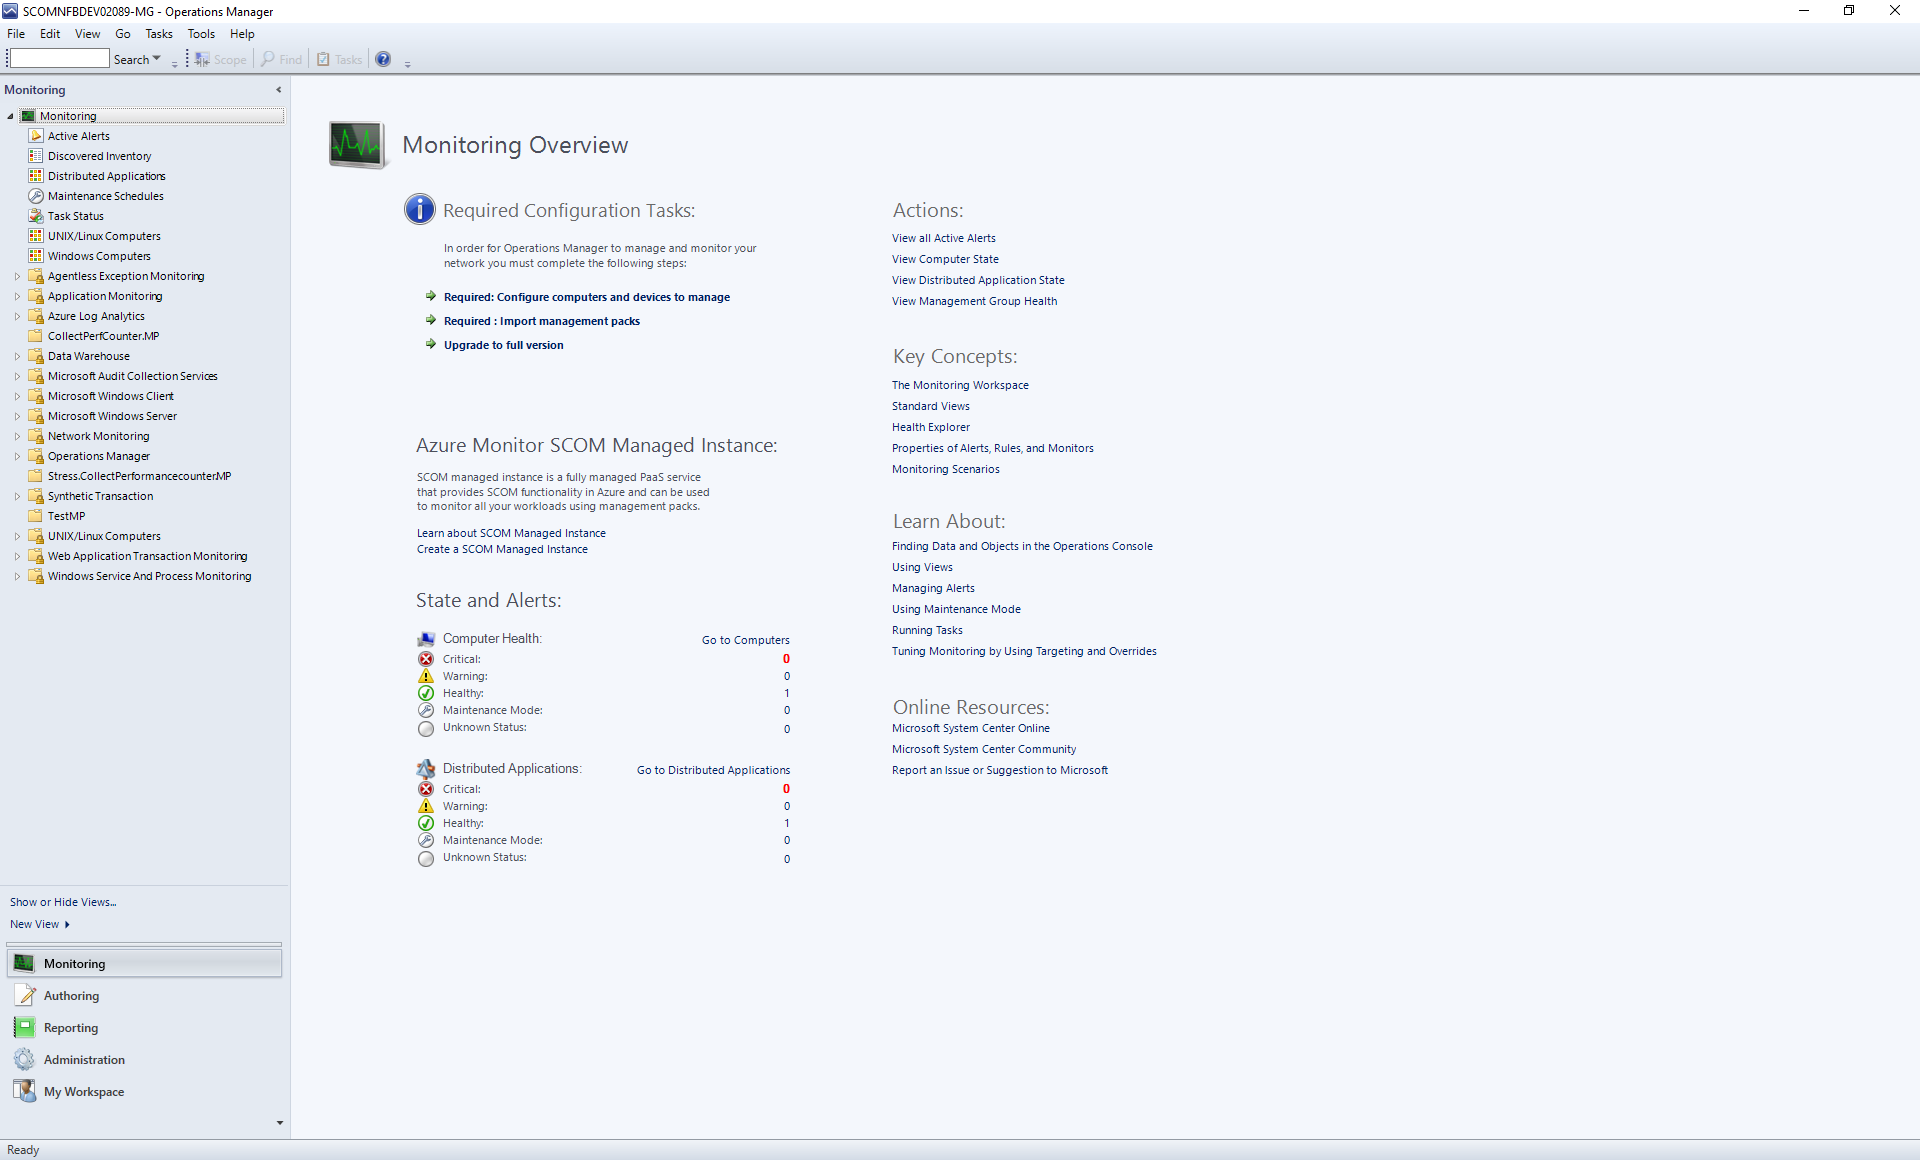 SCOMNFBDEV02089-MG - Operations Manager
File Edit View Go Tasks Tools Help
Search Scope Find Tasks
Monitoring
Monitoring
Active Alerts
Discovered Inventory
Distributed Applications
Maintenance Schedules
Task Status
UNIX/Linux Computers
Windows Computers
Agentless Exception Monitoring
Application Monitoring
Azure Log Analytics
CollectPerfCounter.MP
Data Warehouse
Microsoft Audit Collection Services
Microsoft Windows Client
Microsoft Windows Server
Network Monitoring
Operations Manager
Stress.CollectPerformancecounter.MP
Synthetic Transaction
TestMP
UNIX/Linux Computers
Web Application Transaction Monitoring
Windows Service And Process Monitoring
Show or Hide Views...
New View
Monitoring
Authoring
Reporting
Administration
My Workspace
Monitoring Overview
Required Configuration Tasks:
In order for Operations Manager to manage and monitor your
network you must complete the following steps:
Required: Configure computers and devices to manage
Required : Import management packs
Upgrade to full version
Azure Monitor SCOM Managed Instance:
SCOM managed instance is a fully managed PaaS service
that provides SCOM functionality in Azure and can be used
to monitor all your workloads using management packs.
Learn about SCOM Managed Instance
Create a SCOM Managed Instance
State and Alerts:
Computer Health: Go to Computers
Critical: 0
Warning: 0
Healthy: 1
Maintenance Mode: 0
Unknown Status: 0
Distributed Applications: Go to Distributed Applications
Critical: 0
Warning: 0
Healthy: 1
Maintenance Mode: 0
Unknown Status: 0
Actions:
View all Active Alerts
View Computer State
View Distributed Application State
View Management Group Health
Key Concepts:
The Monitoring Workspace
Standard Views
Health Explorer
Properties of Alerts, Rules, and Monitors
Monitoring Scenarios
Learn About:
Finding Data and Objects in the Operations Console
Using Views
Managing Alerts
Using Maintenance Mode
Running Tasks
Tuning Monitoring by Using Targeting and Overrides
Online Resources:
Microsoft System Center Online
Microsoft System Center Community
Report an Issue or Suggestion to Microsoft
Ready